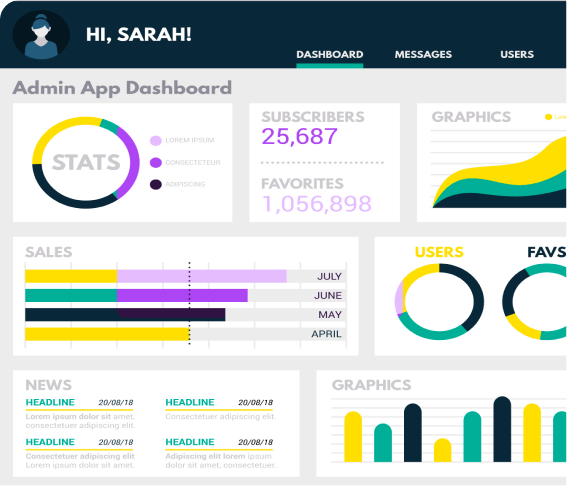 HI, SARAH!
DASHBOARD MESSAGES USERS
Admin App Dashboard
STATS
LOREM IPSUM
CONSECTETEUR
ADIPISCING
SUBSCRIBERS
25,687
FAVORITES
1,056,898
GRAPHICS
SALES
JULY
JUNE
MAY
APRIL
USERS
FAVS
NEWS
HEADLINE 20/08/18
Lorem ipsum dolor sit amet,
consectetuer adipiscing elit.
HEADLINE 20/08/18
Consectetuer adipiscing elit.
HEADLINE 20/08/18
Consectetuer adipiscing elit
Lorem ipsum dolor sit amet.
HEADLINE 20/08/18
Adipiscing elit lorem ipsum
dolor sit amet, consectetuer.
GRAPHICS